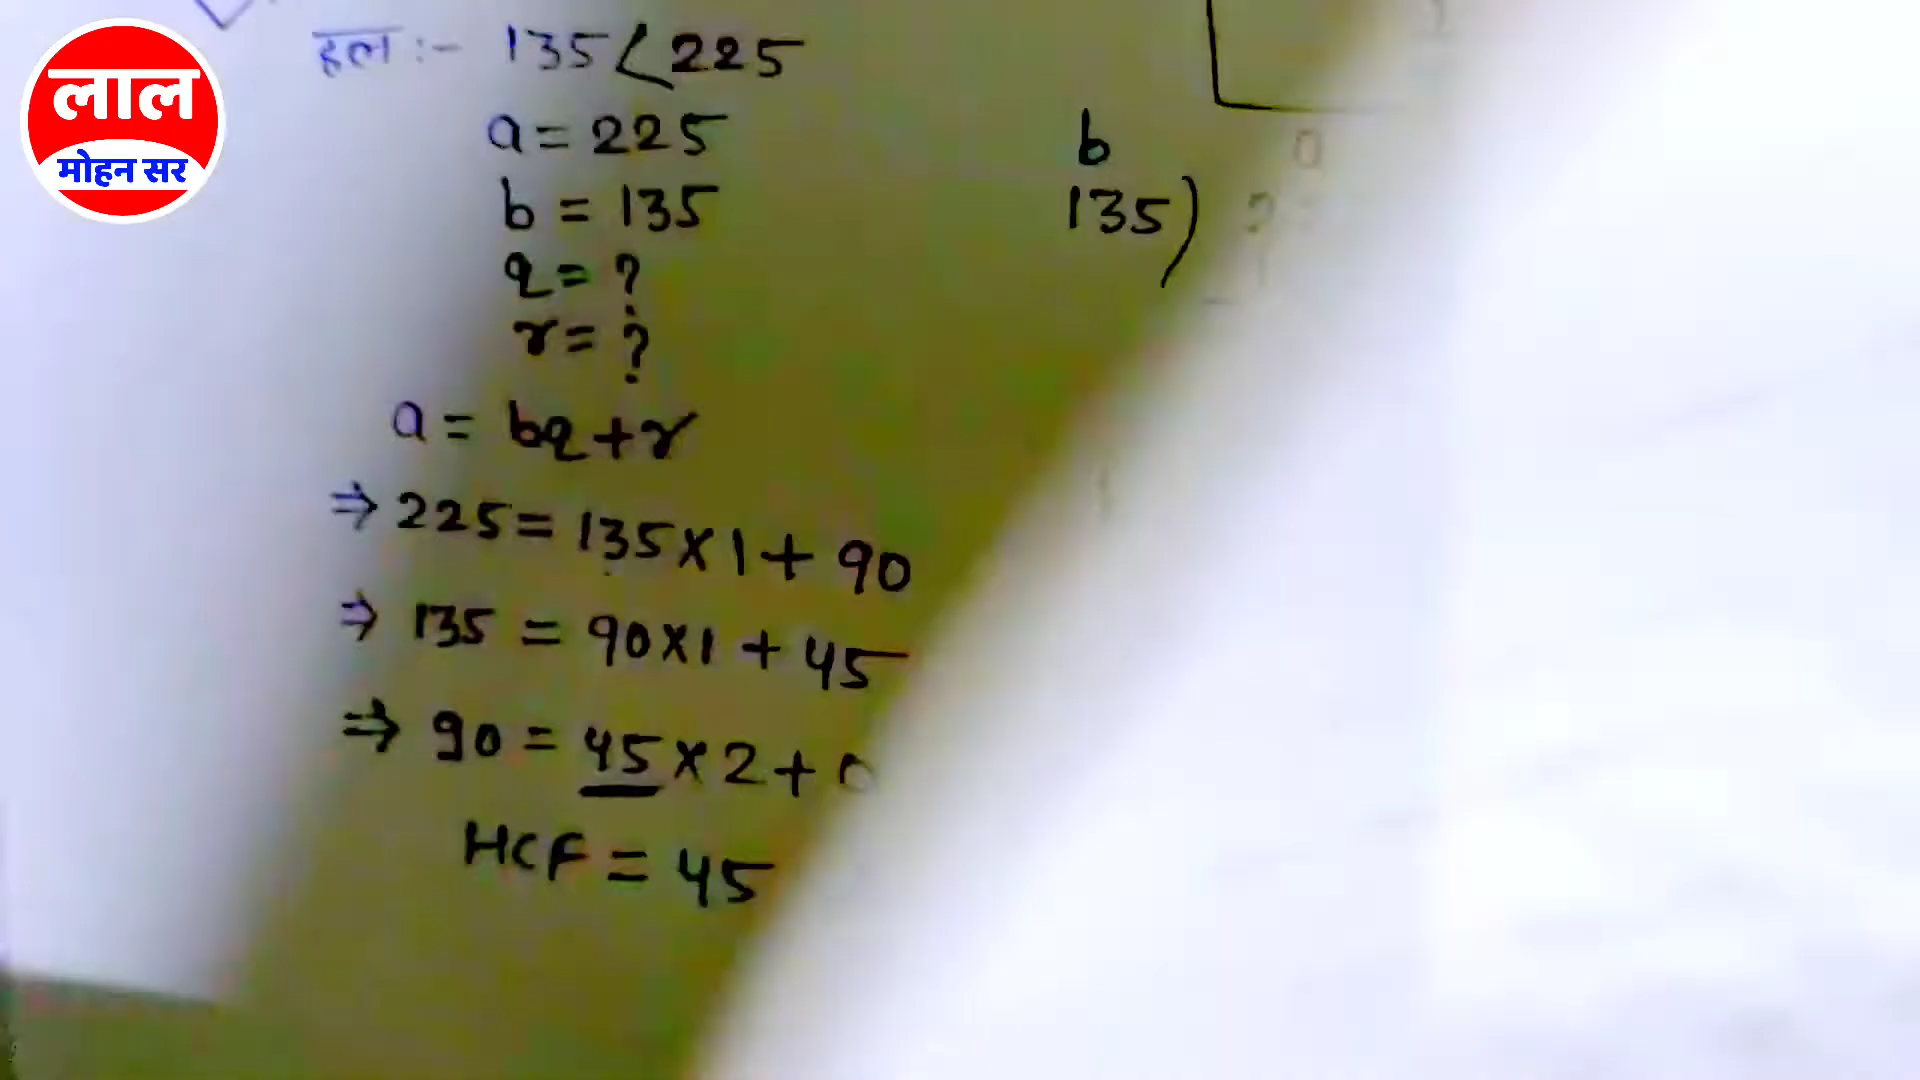 लाल
मोहन सर
हल :- 135 < 225
a = 225
b = 135
q = ?
r = ?
a = bq + r
⇒ 225 = 135 × 1 + 90
⇒ 135 = 90 × 1 + 45
⇒ 90 = 45 × 2 + 0
HCF = 45
b
135)
a